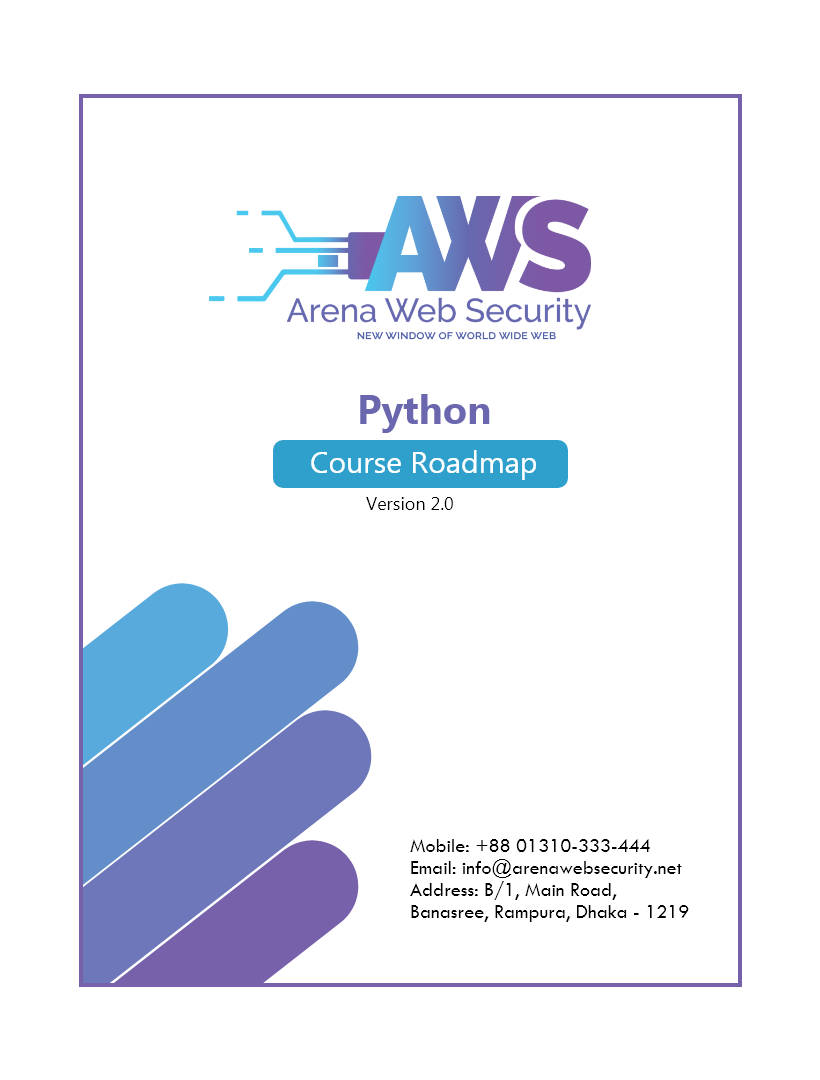 AWS
Arena Web Security
NEW WINDOW OF WORLD WIDE WEB
Python
Course Roadmap
Version 2.0
Mobile: +88 01310-333-444
Email: info@arenawebsecurity.net
Address: B/1, Main Road,
Banasree, Rampura, Dhaka - 1219